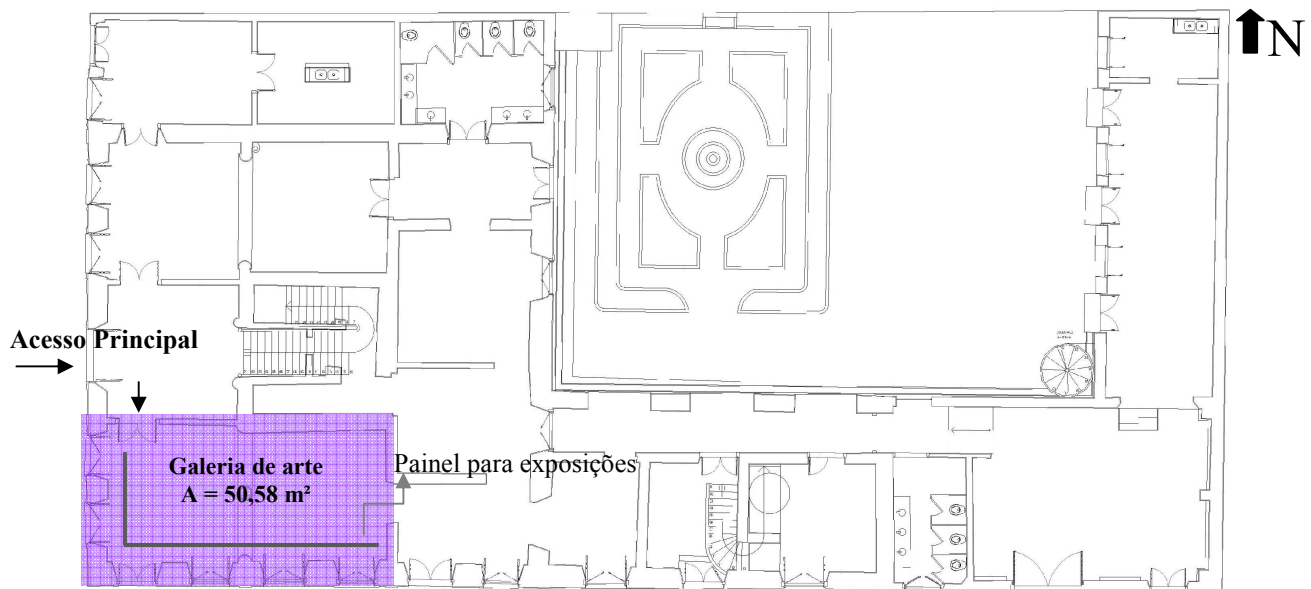 N
Acesso Principal
Galeria de arte
A = 50,58 m²
Painel para exposições